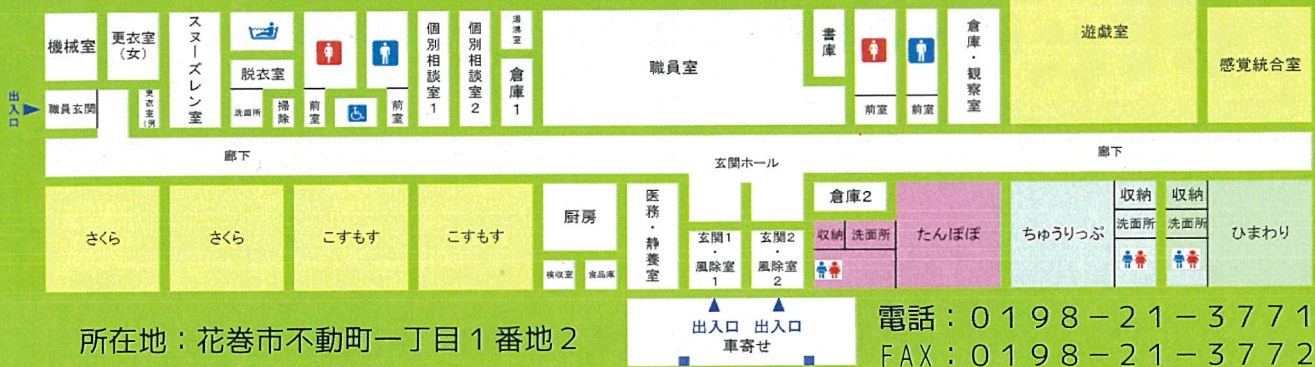 機械室
更衣室
(女)
スヌーズレン室
脱衣室
洗面所
掃除
前室
前室
個別相談室1
個別相談室2
湯沸室
倉庫1
職員室
書庫
前室
前室
倉庫・観察室
遊戯室
感覚統合室
出入口
職員玄関
更衣室(男)
廊下
玄関ホール
廊下
さくら
さくら
こすもす
こすもす
厨房
検収室
食品庫
医務・静養室
玄関1・風除室1
玄関2・風除室2
倉庫2
収納
洗面所
たんぽぽ
ちゅうりっぷ
収納
洗面所
収納
洗面所
ひまわり
出入口 出入口
車寄せ
所在地:花巻市不動町一丁目1番地2
電話:0198-21-3771
FAX:0198-21-3772